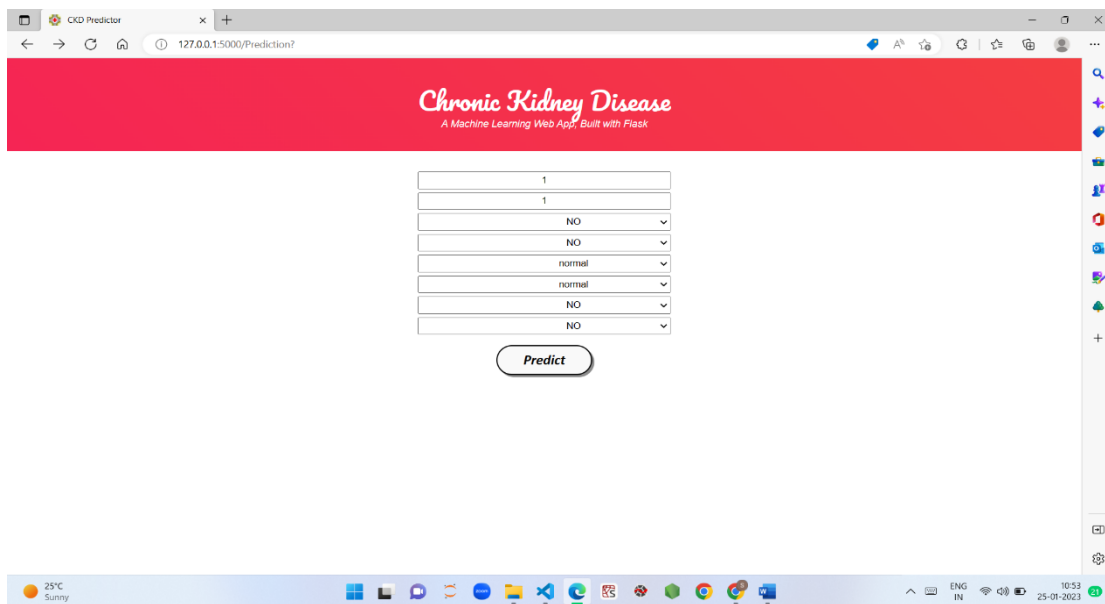 CKD Predictor
127.0.0.1:5000/Prediction?
Chronic Kidney Disease
A Machine Learning Web App, Built with Flask
1
1
NO
NO
normal
normal
NO
NO
Predict
25°C
Sunny
ENG
IN
10:53
25-01-2023
21